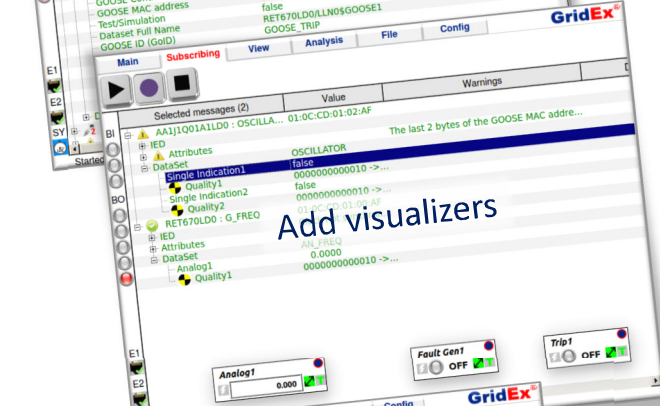 GOOSE MAC address false
Test/Simulation RET670LD0/LLN0$GOOSE1
Dataset Full Name GOOSE_TRIP
GOOSE ID (GoID)
GridEx®
Main Subscribing View Analysis File Config
E1
E2
SY
Started
Selected messages (2) Value Warnings
BI
AA1J1Q01A1LD0 : OSCILLA... 01:0C:CD:01:02:AF
IED The last 2 bytes of the GOOSE MAC addre...
Attributes
DataSet OSCILLATOR
Single Indication1 false
Quality1 0000000000010 ->...
Single Indication2 false
Quality2 0000000000010 ->...
BO
RET670LD0 : G_FREQ 01:0C:CD:01:00:AF
IED
Attributes AN_FREQ
DataSet
Analog1 0.0000
Quality1 0000000000010 ->...
Add visualizers
E1
E2
Analog1
f 0.000 T
Fault Gen1
f OFF T
Trip1
f OFF T
Config
GridEx®